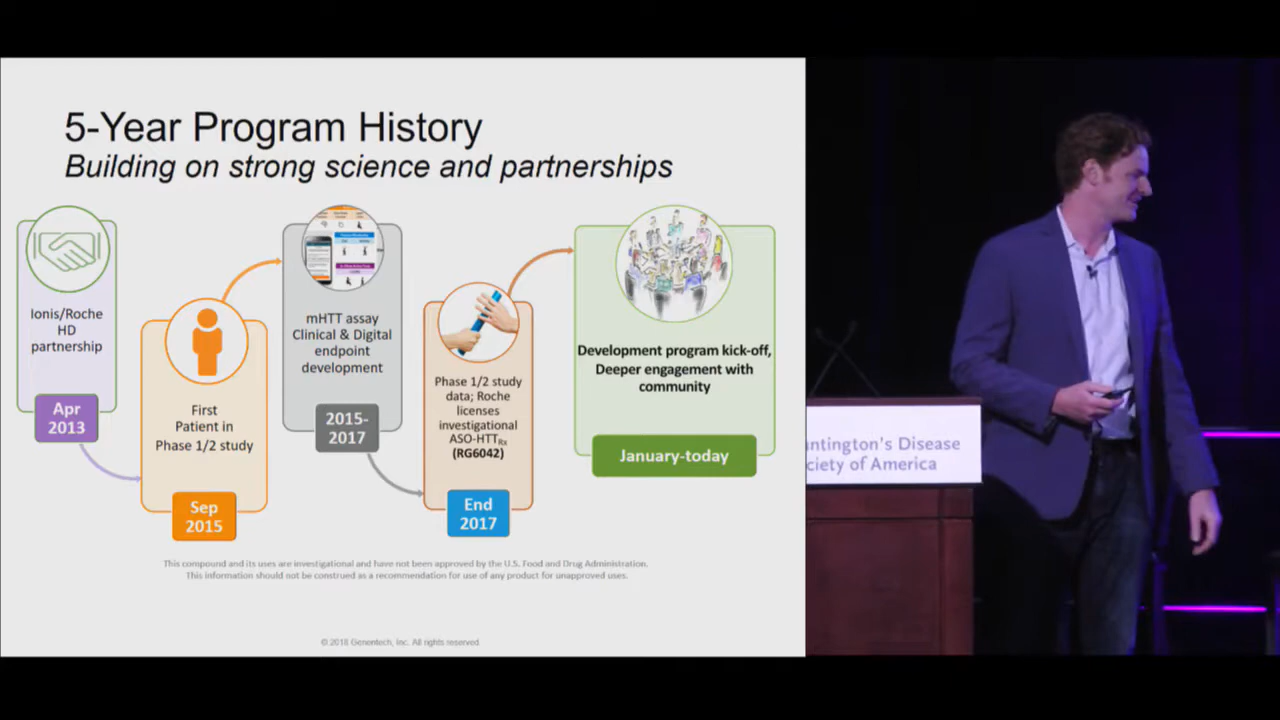 5-Year Program History
Building on strong science and partnerships
Ionis/Roche
HD
partnership
Apr
2013
First
Patient in
Phase 1/2 study
Sep
2015
mHTT assay
Clinical & Digital
endpoint
development
2015-
2017
Phase 1/2 study
data; Roche
licenses
investigational
ASO-HTTRx
(RG6042)
End
2017
Development program kick-off,
Deeper engagement with
community
January-today
This compound and its uses are investigational and have not been approved by the U.S. Food and Drug Administration.
This information should not be construed as a recommendation for use of any product for unapproved uses.
© 2018 Genentech, Inc. All rights reserved.
ntington's Disease
ciety of America